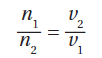 n₁/n₂ = v₂/v₁